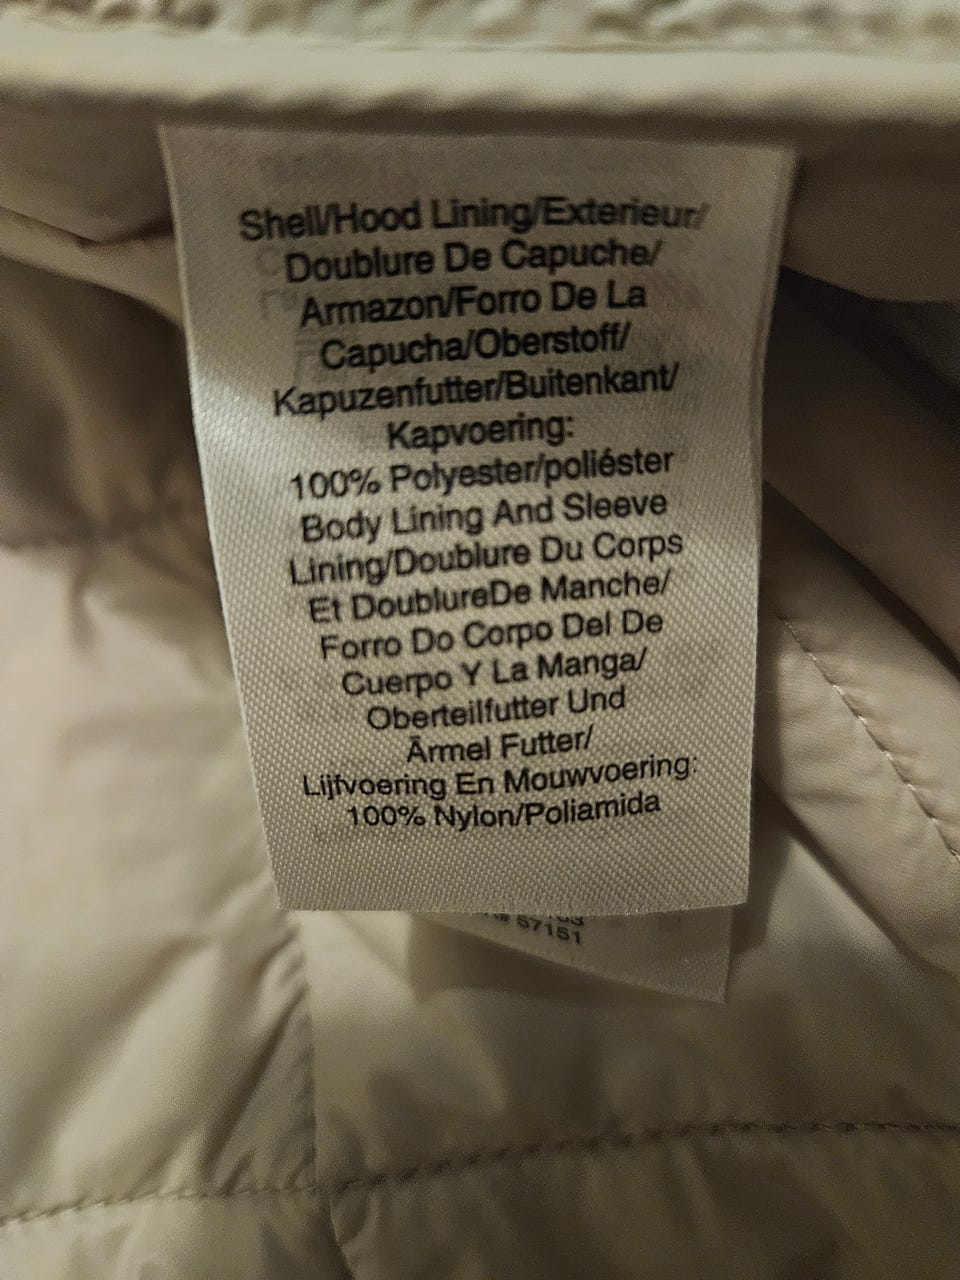 Shell/Hood Lining/Exterieur/
Doublure De Capuche/
Armazon/Forro De La
Capucha/Oberstoff/
Kapuzenfutter/Buitenkant/
Kapvoering:
100% Polyester/poliéster
Body Lining And Sleeve
Lining/Doublure Du Corps
Et DoublureDe Manche/
Forro Do Corpo Del De
Cuerpo Y La Manga/
Oberteilfutter Und
Ärmel Futter/
Lijfvoering En Mouwvoering:
100% Nylon/Poliamida
57151